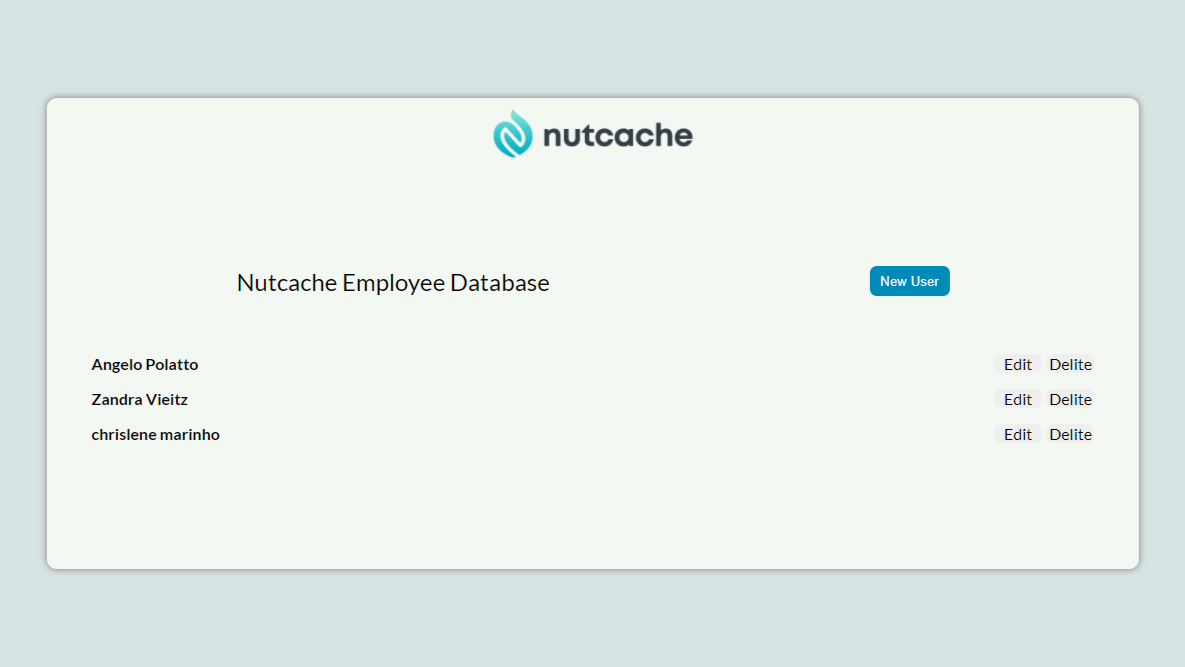 nutcache
Nutcache Employee Database
New User
Angelo Polatto Edit Delite
Zandra Vieitz Edit Delite
chrislene marinho Edit Delite